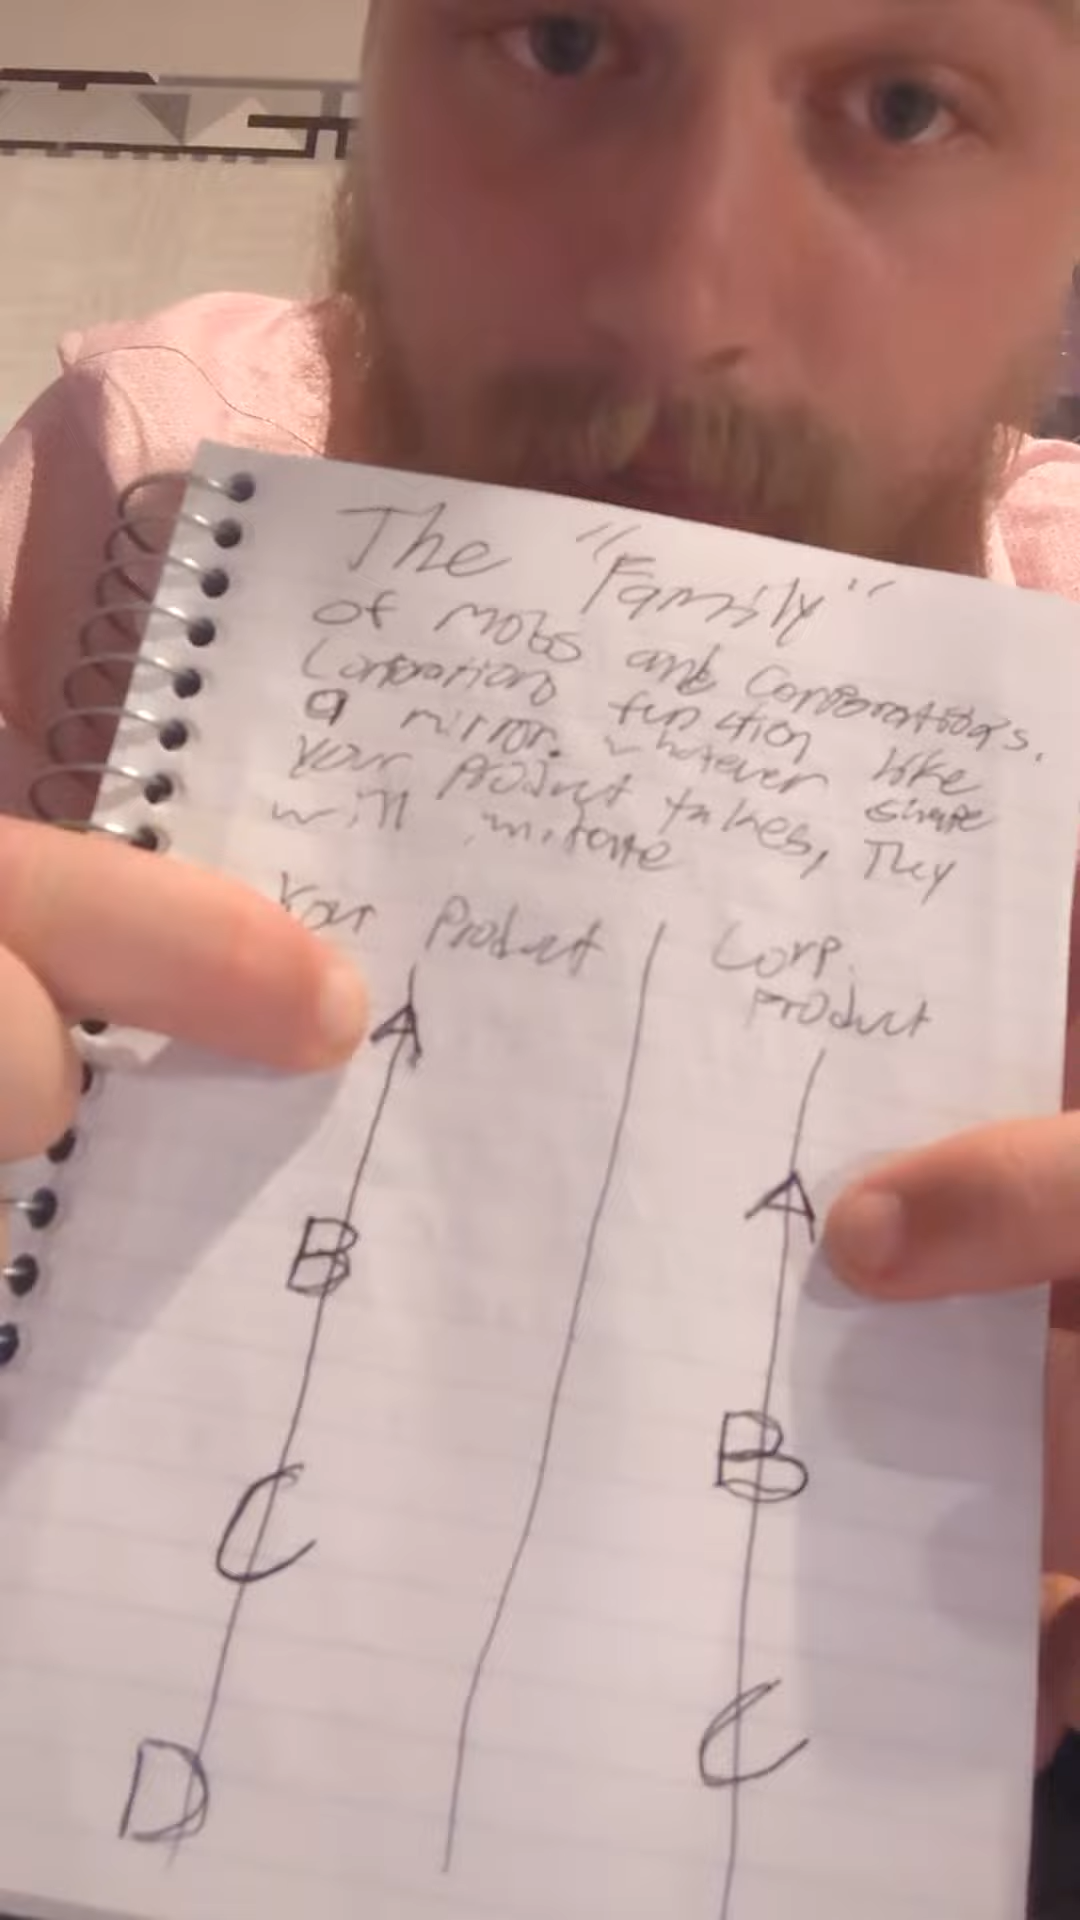 The "Family"
of mobs and corporations.
Corporations function like
a mirror. whatever shape
your product takes, They
will imitate
Your Product
Corp.
product
A
B
C
D
A
B
C